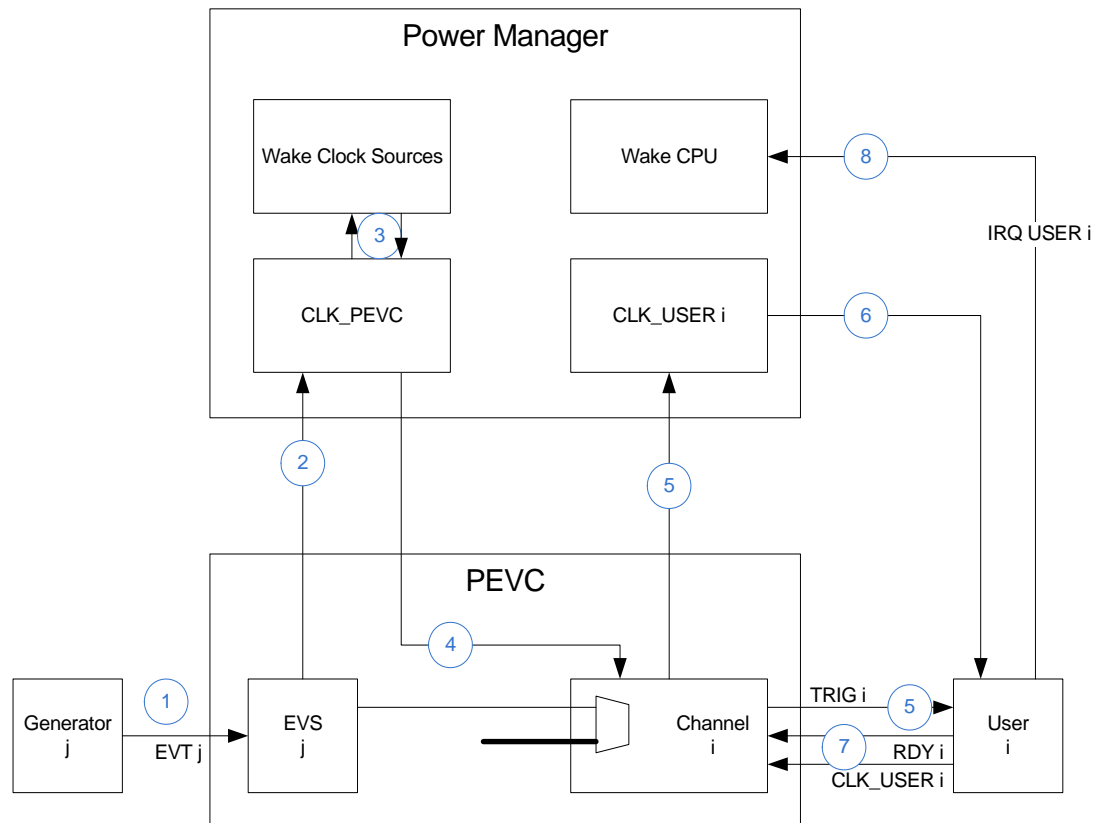 Power Manager
Wake Clock Sources
Wake CPU
8
3
IRQ USER i
CLK_PEVC
CLK_USER i
6
2
5
PEVC
4
1
Generator
j
EVT j
EVS
j
Channel
i
TRIG i
5
7
RDY i
CLK_USER i
User
i